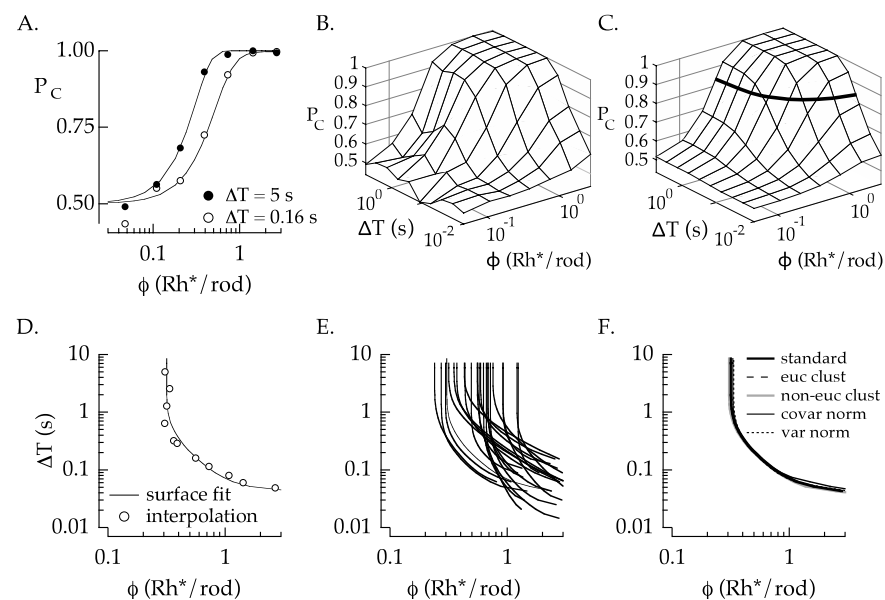 A.
1.00
P_C
0.75
0.50
● ΔT = 5 s
○ ΔT = 0.16 s
0.1
1
ϕ (Rh*/rod)
B.
1
0.9
0.8
P_C
0.7
0.6
0.5
10^0
ΔT (s)
10^-2
10^-1
10^0
ϕ (Rh*/rod)
C.
1
0.9
0.8
P_C
0.7
0.6
0.5
10^0
ΔT (s)
10^-2
10^-1
10^0
ϕ (Rh*/rod)
D.
10
1
ΔT (s)
0.1
surface fit
interpolation
0.01
0.1
1
ϕ (Rh*/rod)
E.
10
1
0.1
0.01
0.1
1
ϕ (Rh*/rod)
F.
10
standard
euc clust
non-euc clust
covar norm
var norm
1
0.1
0.01
0.1
1
ϕ (Rh*/rod)